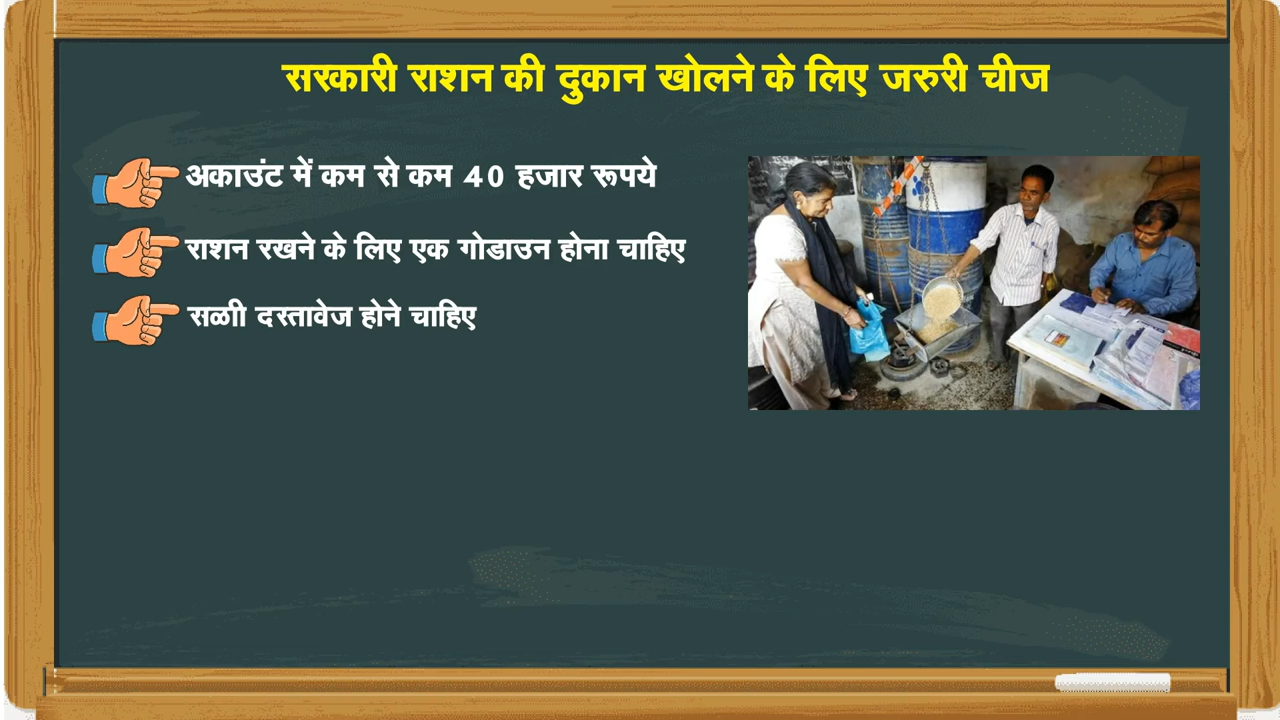 सरकारी राशन की दुकान खोलने के लिए जरुरी चीज
अकाउंट में कम से कम 40 हजार रूपये
राशन रखने के लिए एक गोडाउन होना चाहिए
सळाी दस्तावेज होने चाहिए